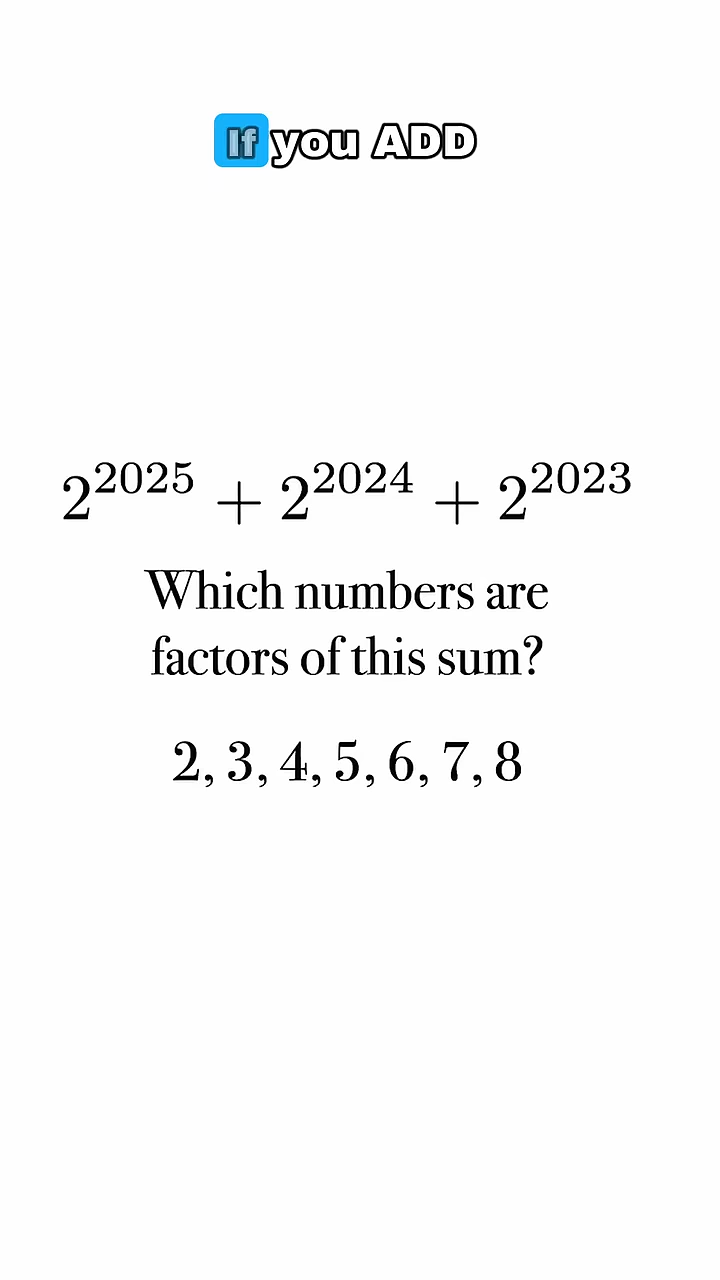 If you ADD
2^2025 + 2^2024 + 2^2023
Which numbers are
factors of this sum?
2, 3, 4, 5, 6, 7, 8